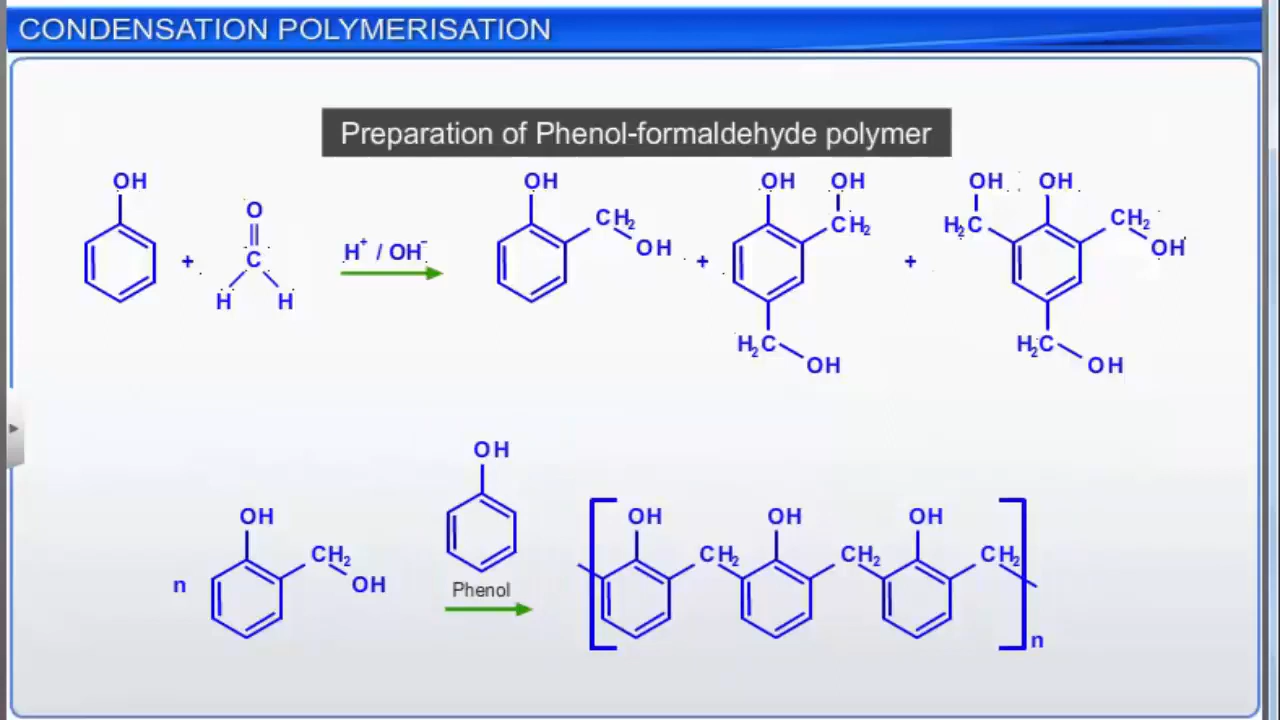 CONDENSATION POLYMERISATION
Preparation of Phenol-formaldehyde polymer
OH OH OH OH OH OH
O CH₂ CH₂ H₂C CH₂
+ C H⁺ / OH⁻ OH + + OH
H H
H₂C OH H₂C OH
OH
OH OH OH OH
n CH₂ OH Phenol CH₂ CH₂ CH₂
n